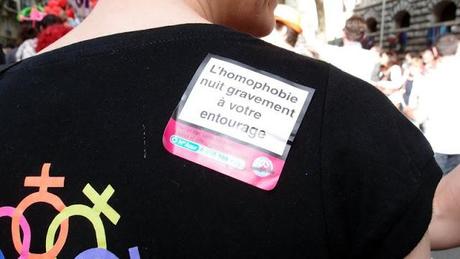 L'homophobie
nuit gravement
à votre
entourage